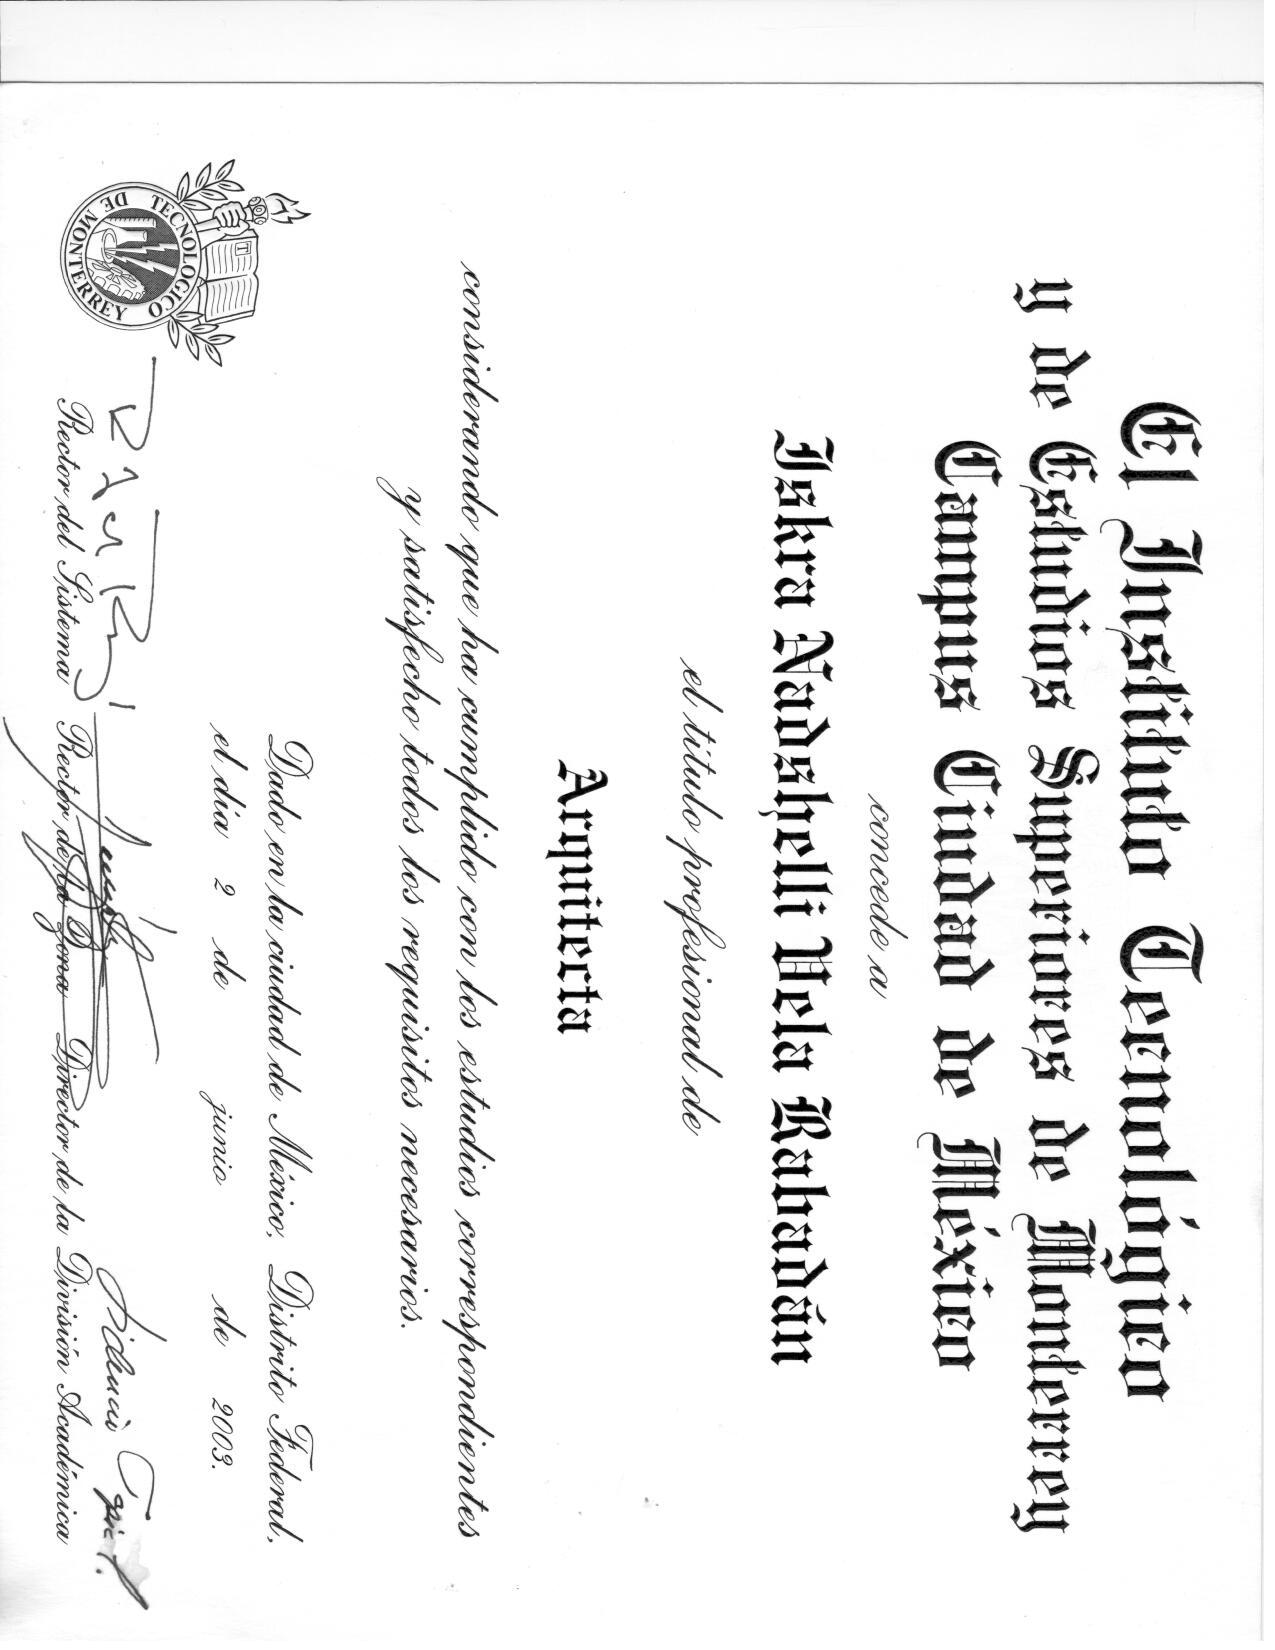 El Instituto Tecnológico
y de Estudios Superiores de Monterrey
Campus Ciudad de México
concede a
Iskra Nadshelli Vela Rabadán
el título profesional de
Arquitecta
considerando que ha cumplido con los estudios correspondientes
y satisfecho todos los requisitos necesarios.
Dado en la ciudad de México, Distrito Federal,
el día 2 de junio de 2003.
TECNOLOGICO DE MONTERREY
Rector del Sistema Rector de la Zona Director de la División Académica